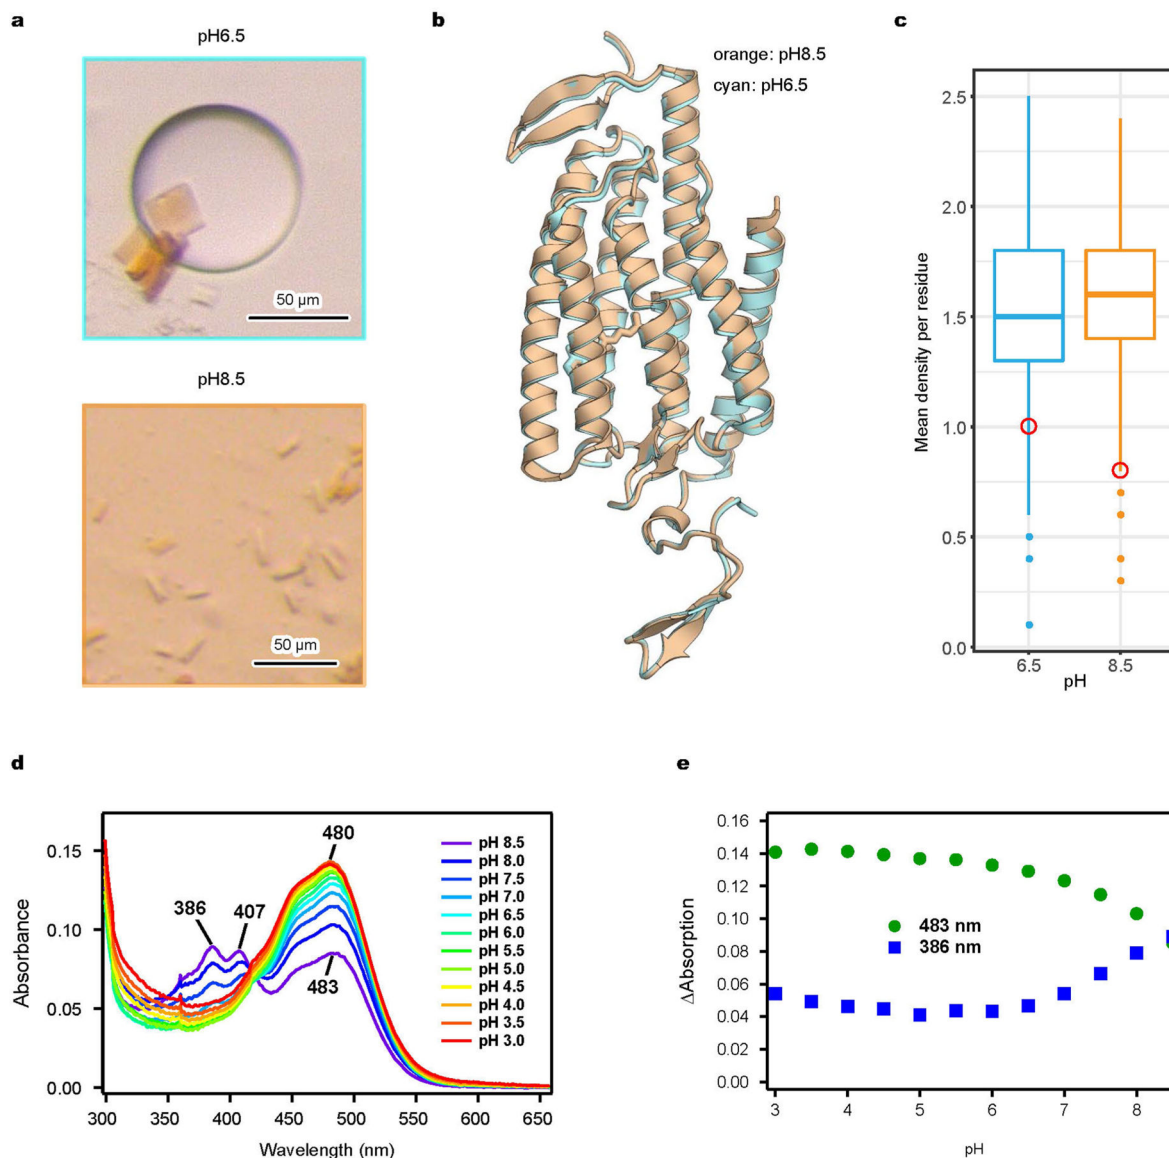 a
pH6.5
50 µm
pH8.5
50 µm
b
orange: pH8.5
cyan: pH6.5
c
Mean density per residue
2.5
2.0
1.5
1.0
0.5
0.0
6.5
8.5
pH
d
Absorbance
0.15
0.10
0.05
0.00
386
407
480
483
pH 8.5
pH 8.0
pH 7.5
pH 7.0
pH 6.5
pH 6.0
pH 5.5
pH 5.0
pH 4.5
pH 4.0
pH 3.5
pH 3.0
300
350
400
450
500
550
600
650
Wavelength (nm)
e
ΔAbsorption
0.16
0.14
0.12
0.10
0.08
0.06
0.04
0.02
0.00
483 nm
386 nm
3
4
5
6
7
8
pH